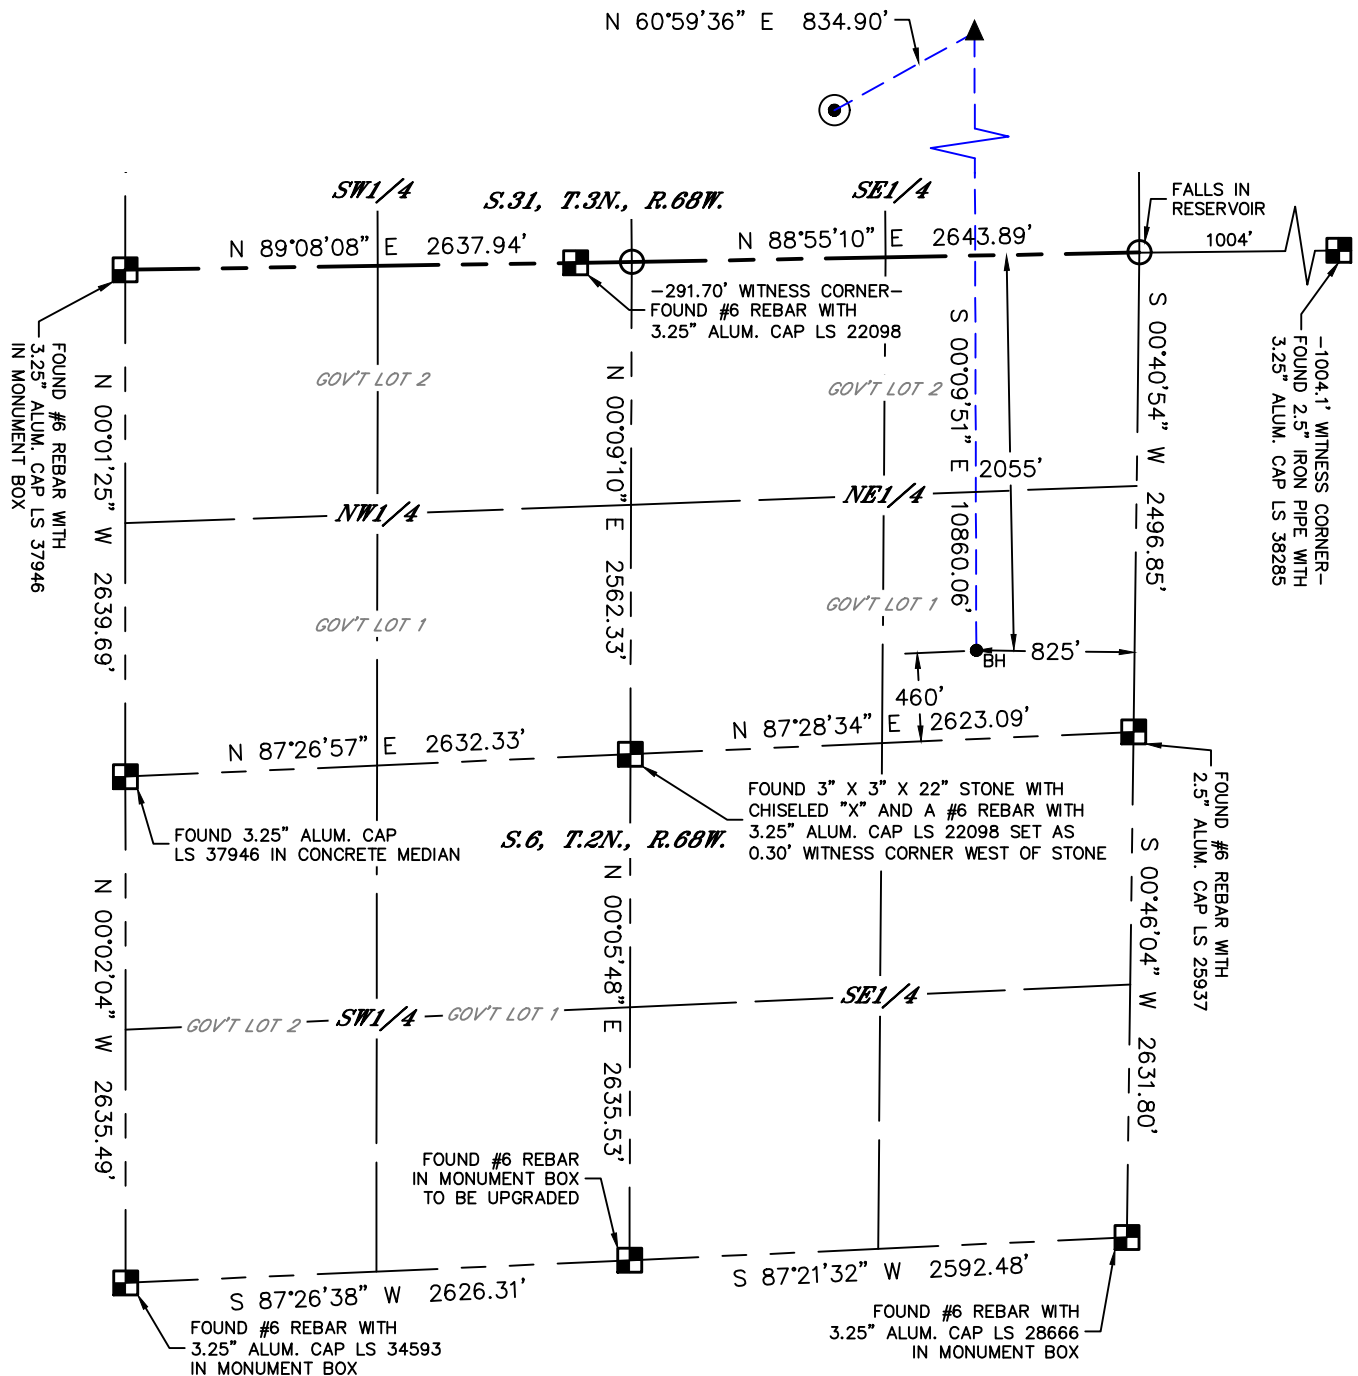 N 60°59'36" E 834.90'
SW1/4
S.31, T.3N., R.68W.
SE1/4
FALLS IN
RESERVOIR
1004'
N 89°08'08" E 2637.94'
N 88°55'10" E 2643.89'
-291.70' WITNESS CORNER-
FOUND #6 REBAR WITH
3.25" ALUM. CAP LS 22098
FOUND #6 REBAR WITH
3.25" ALUM. CAP LS 37946
IN MONUMENT BOX
-1004.1' WITNESS CORNER-
FOUND 2.5" IRON PIPE WITH
3.25" ALUM. CAP LS 38285
N 00°01'25" W 2639.69'
GOV'T LOT 2
N 00°09'10" E 2562.33'
GOV'T LOT 2
S 00°09'51" E 10860.06'
2055'
S 00°40'54" W 2496.85'
NW1/4
NE1/4
GOV'T LOT 1
GOV'T LOT 1
BH
825'
460'
N 87°26'57" E 2632.33'
N 87°28'34" E 2623.09'
FOUND 3.25" ALUM. CAP
LS 37946 IN CONCRETE MEDIAN
S.6, T.2N., R.68W.
FOUND 3" X 3" X 22" STONE WITH
CHISELED "X" AND A #6 REBAR WITH
3.25" ALUM. CAP LS 22098 SET AS
0.30' WITNESS CORNER WEST OF STONE
FOUND #6 REBAR WITH
2.5" ALUM. CAP LS 25937
N 00°02'04" W 2635.49'
N 00°05'48" E 2635.53'
S 00°46'04" W 2631.80'
GOV'T LOT 2
SW1/4
GOV'T LOT 1
SE1/4
FOUND #6 REBAR
IN MONUMENT BOX
TO BE UPGRADED
S 87°26'38" W 2626.31'
S 87°21'32" W 2592.48'
FOUND #6 REBAR WITH
3.25" ALUM. CAP LS 34593
IN MONUMENT BOX
FOUND #6 REBAR WITH
3.25" ALUM. CAP LS 28666
IN MONUMENT BOX